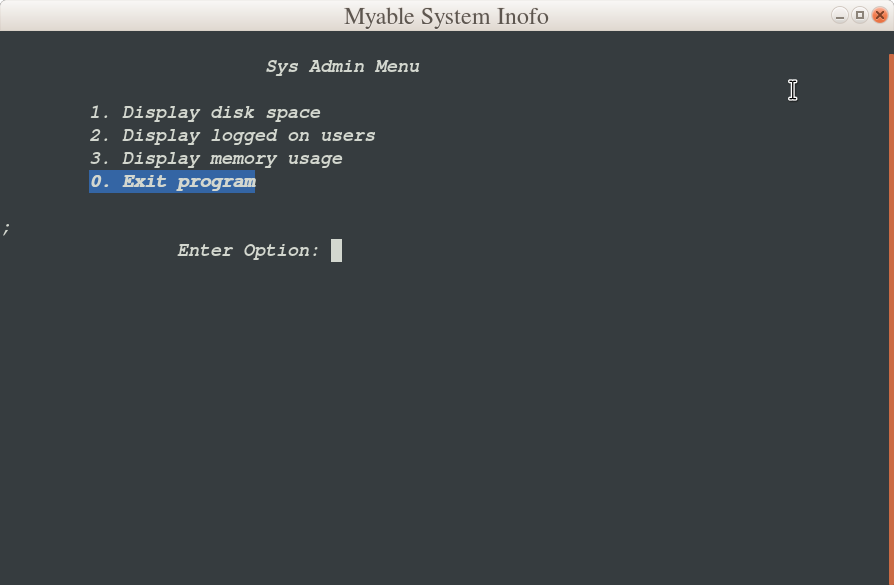 Myable System Inofo
Sys Admin Menu
1. Display disk space
2. Display logged on users
3. Display memory usage
0. Exit program
;
Enter Option: